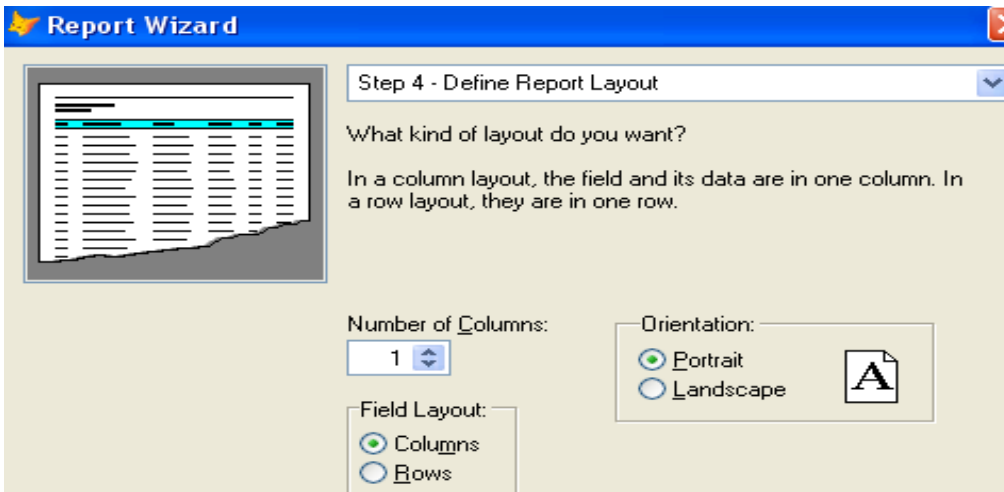 Report Wizard
Step 4 - Define Report Layout
What kind of layout do you want?
In a column layout, the field and its data are in one column. In
a row layout, they are in one row.
Number of Columns:
1
Orientation:
Portrait
Landscape
A
Field Layout:
Columns
Rows